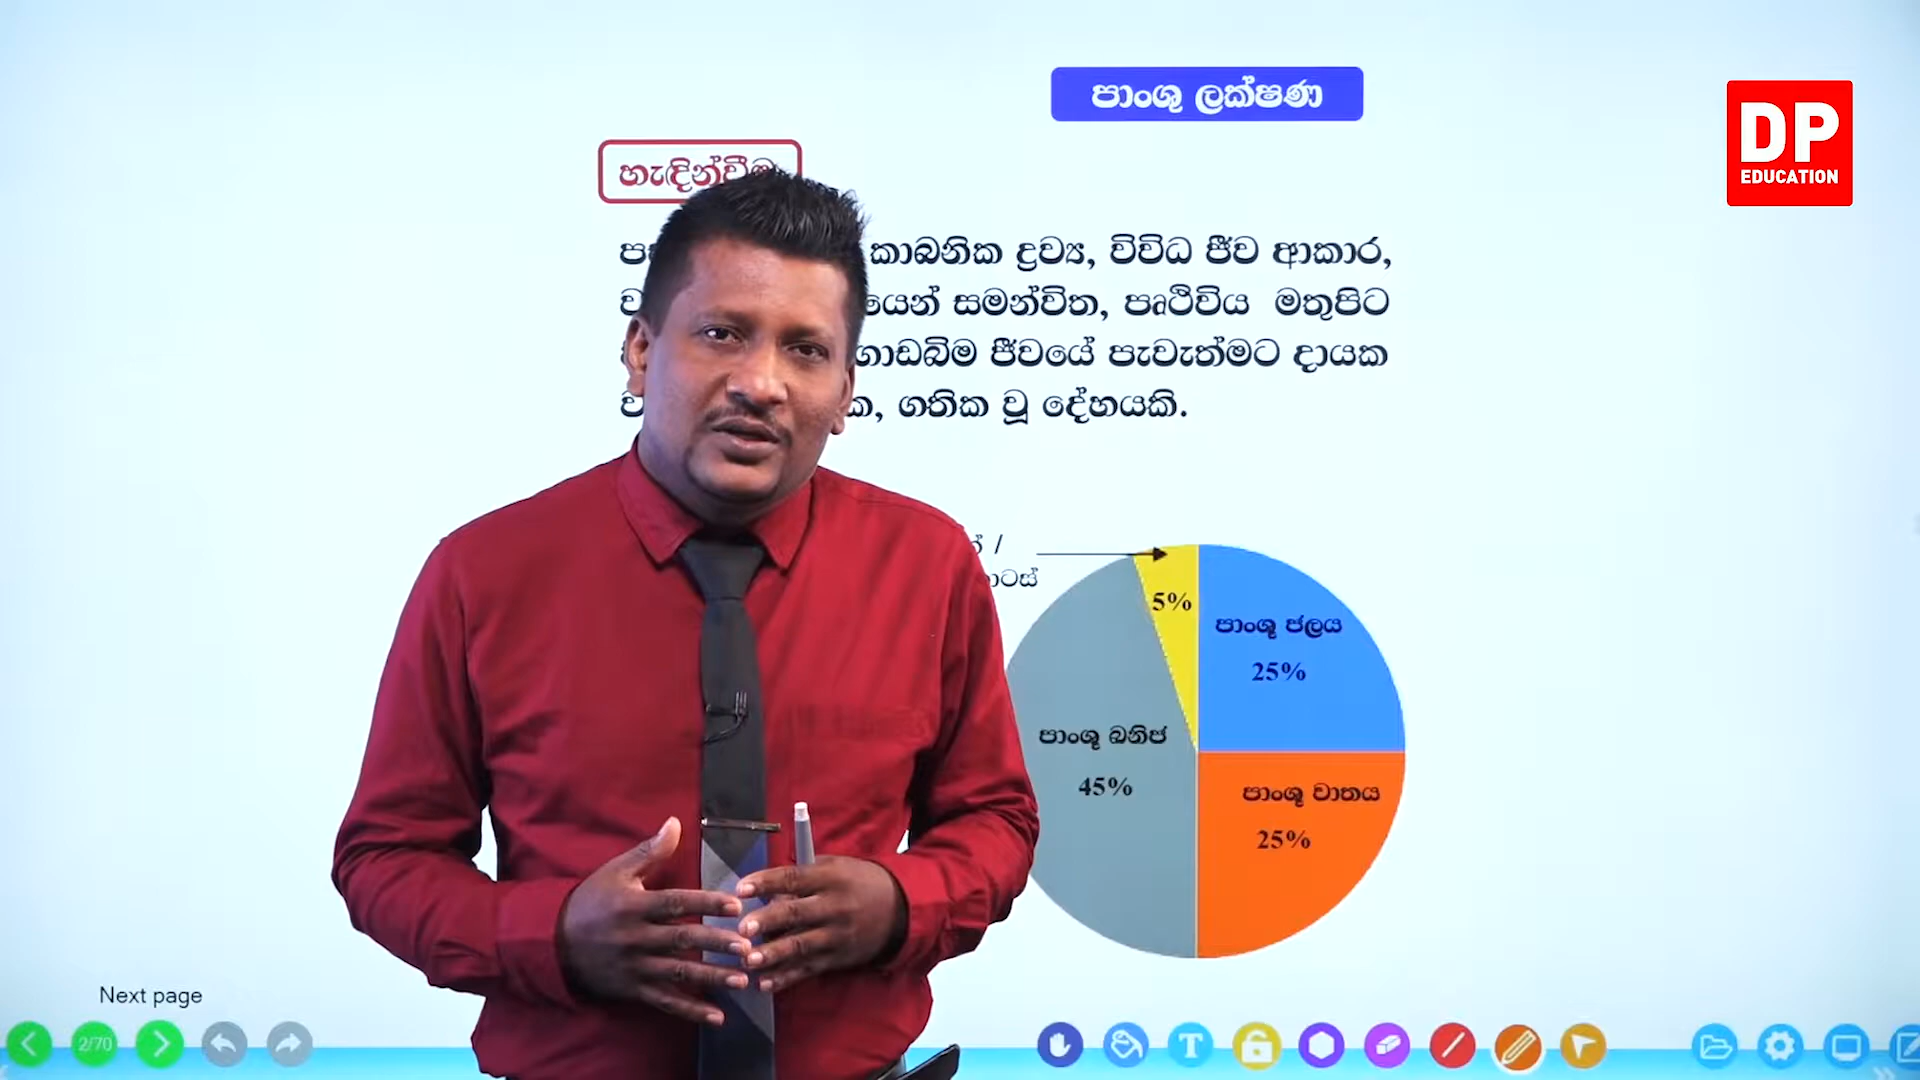 පාංශු ලක්ෂණ
DP
EDUCATION
හැඳින්වීම
කාබනික ද්‍රව්‍ය, විවිධ ජීව ආකාර,
සමන්විත, පෘථිවිය මතුපිට
ගොඩබිම ජීවයේ පැවැත්මට දායක
ගතික වූ දේහයකි.
/
5%
පාංශු ජලය
25%
පාංශු ඛනිජ
45%
පාංශු වාතය
25%
Next page
2/70
T